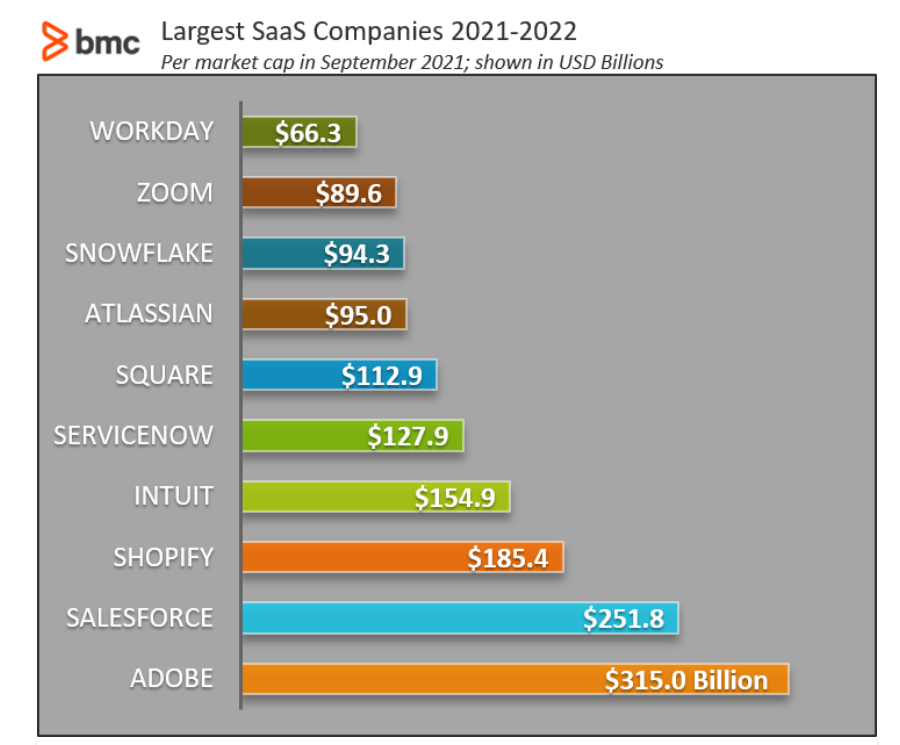 bmc
Largest SaaS Companies 2021-2022
Per market cap in September 2021; shown in USD Billions
WORKDAY $66.3
ZOOM $89.6
SNOWFLAKE $94.3
ATLASSIAN $95.0
SQUARE $112.9
SERVICENOW $127.9
INTUIT $154.9
SHOPIFY $185.4
SALESFORCE $251.8
ADOBE $315.0 Billion